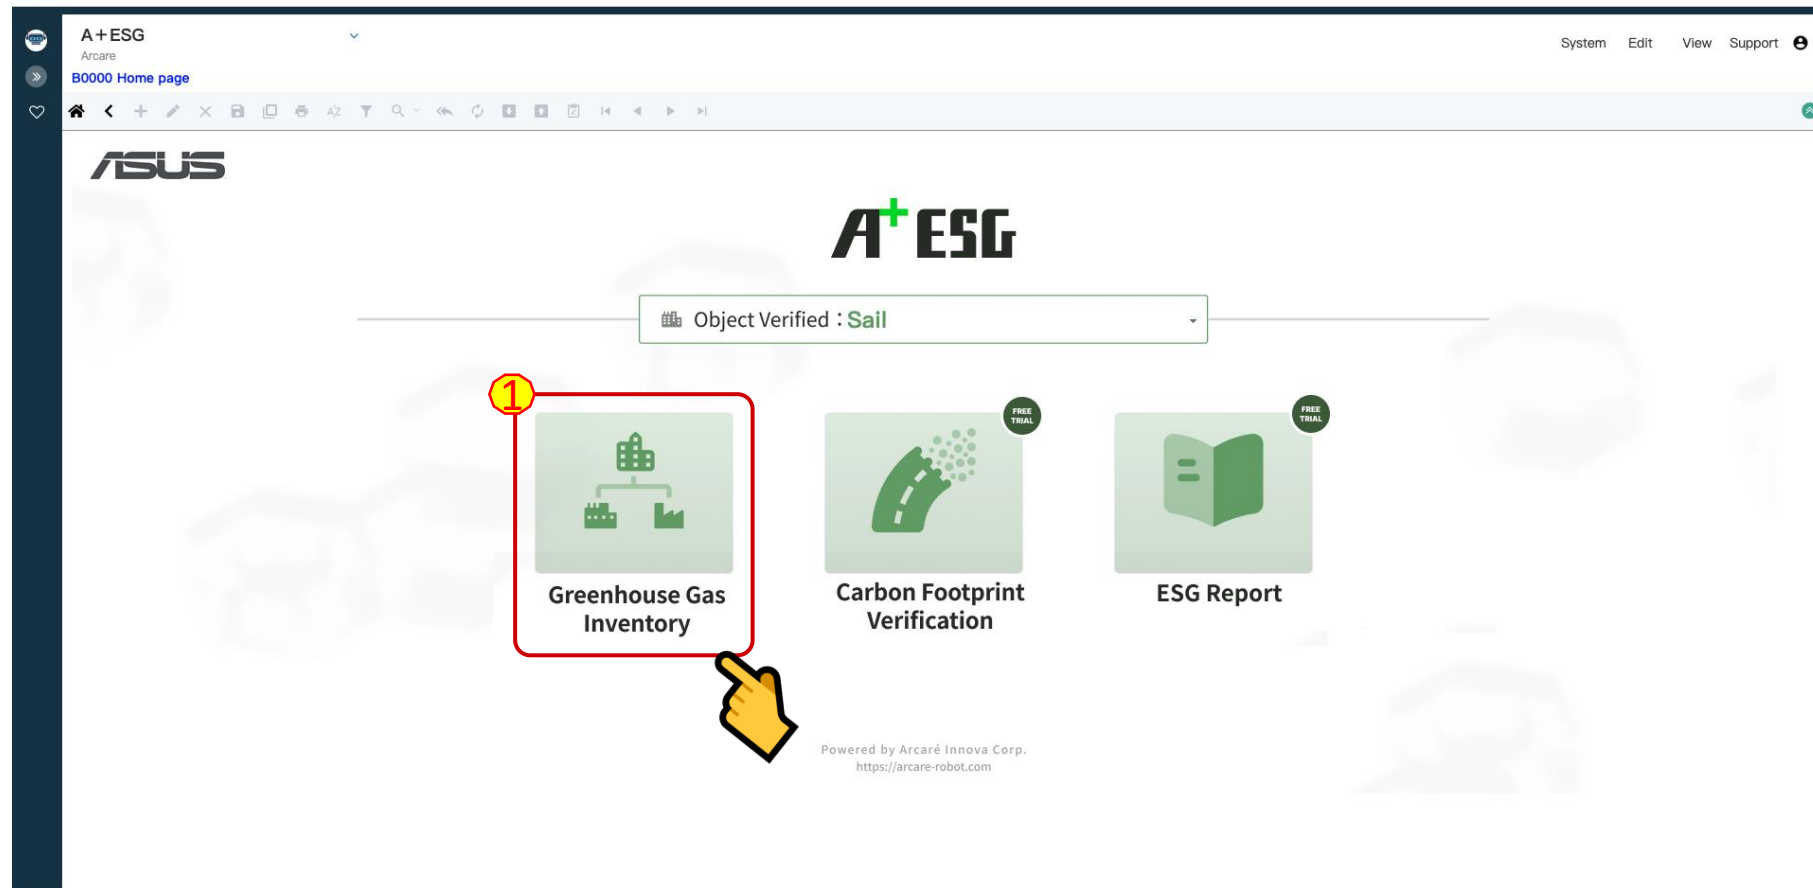 A+ESG
Arcare
System Edit View Support
B0000 Home page
AZ
ASUS
A+ESG
Object Verified : Sail
1
FREE
TRIAL
FREE
TRIAL
Greenhouse Gas
Inventory
Carbon Footprint
Verification
ESG Report
Powered by Arcaré Innova Corp.
https://arcare-robot.com